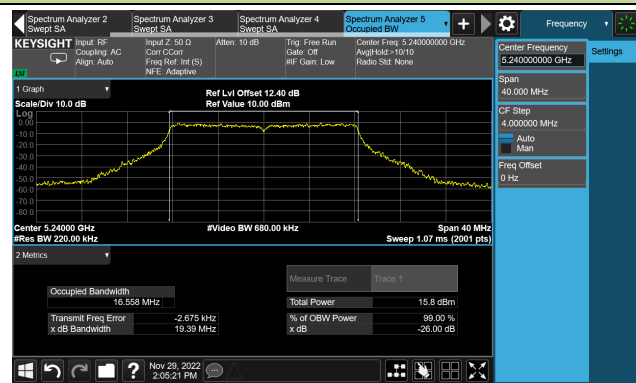 Spectrum Analyzer 2
Swept SA
Spectrum Analyzer 3
Swept SA
Spectrum Analyzer 4
Swept SA
Spectrum Analyzer 5
Occupied BW
+
Frequency
KEYSIGHT
Input: RF
Coupling: AC
Align: Auto
Input Z: 50 Ω
Corr CCorr
Freq Ref: Int (S)
NFE: Adaptive
Atten: 10 dB
Trig: Free Run
Gate: Off
#IF Gain: Low
Center Freq: 5.240000000 GHz
Avg|Hold:>10/10
Radio Std: None
LXI
Center Frequency
5.240000000 GHz
Settings
Span
40.000 MHz
CF Step
4.000000 MHz
Auto
Man
Freq Offset
0 Hz
1 Graph
Scale/Div 10.0 dB
Ref Lvl Offset 12.40 dB
Ref Value 10.00 dBm
Log
0.00
-10.0
-20.0
-30.0
-40.0
-50.0
-60.0
-70.0
-80.0
Center 5.24000 GHz
#Video BW 680.00 kHz
Span 40 MHz
#Res BW 220.00 kHz
Sweep 1.07 ms (2001 pts)
2 Metrics
Measure Trace
Trace 1
Occupied Bandwidth
16.558 MHz
Total Power
15.8 dBm
Transmit Freq Error
-2.675 kHz
% of OBW Power
99.00 %
x dB Bandwidth
19.39 MHz
x dB
-26.00 dB
?
Nov 29, 2022
2:05:21 PM